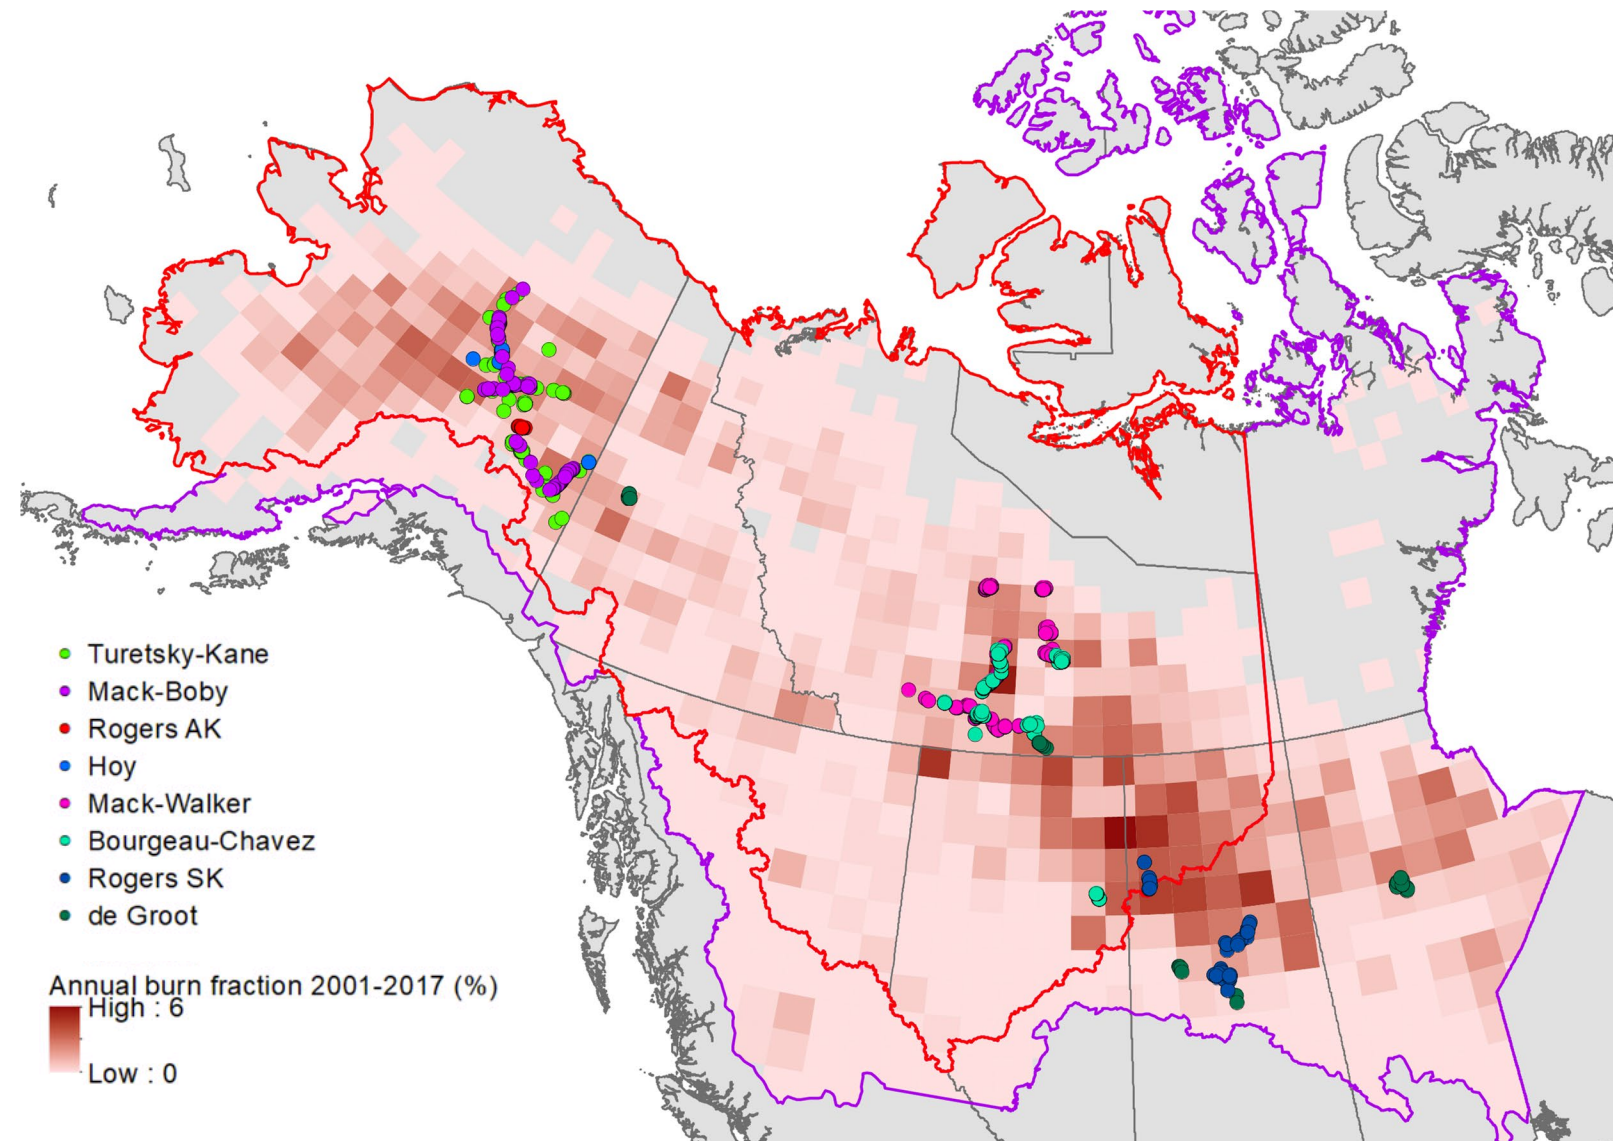 Turetsky-Kane
Mack-Boby
Rogers AK
Hoy
Mack-Walker
Bourgeau-Chavez
Rogers SK
de Groot
Annual burn fraction 2001-2017 (%)
High : 6
Low : 0